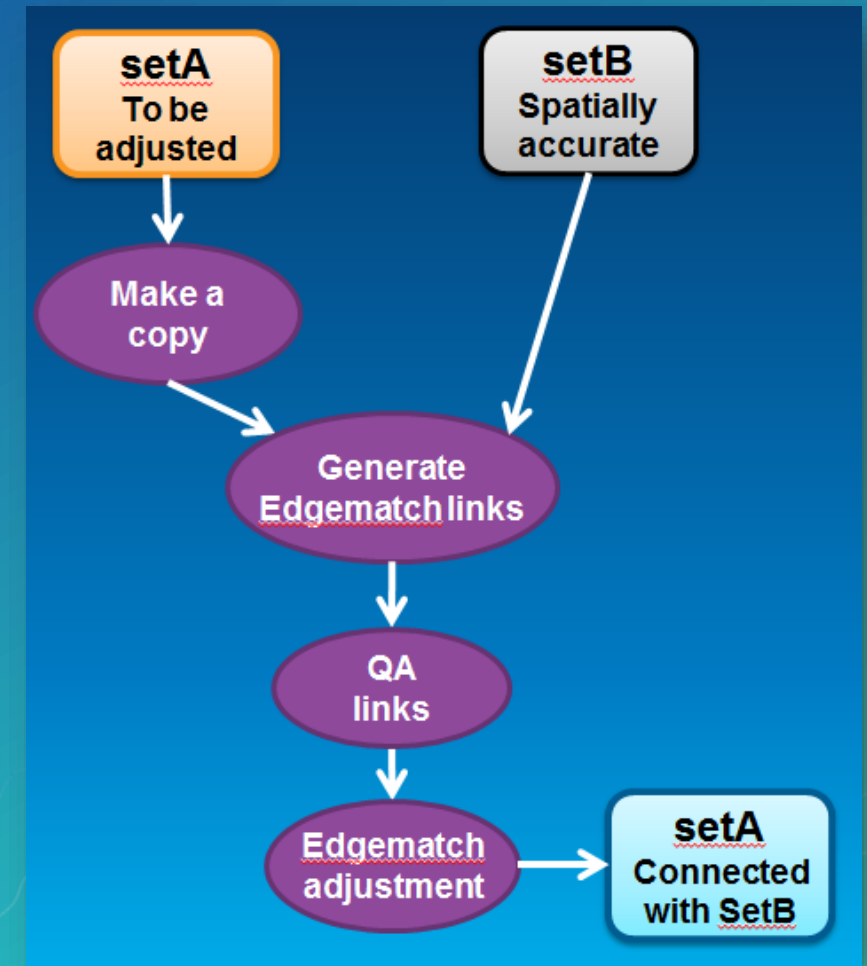 setA
To be
adjusted
setB
Spatially
accurate
Make a
copy
Generate
Edgematch links
QA
links
Edgematch
adjustment
setA
Connected
with SetB